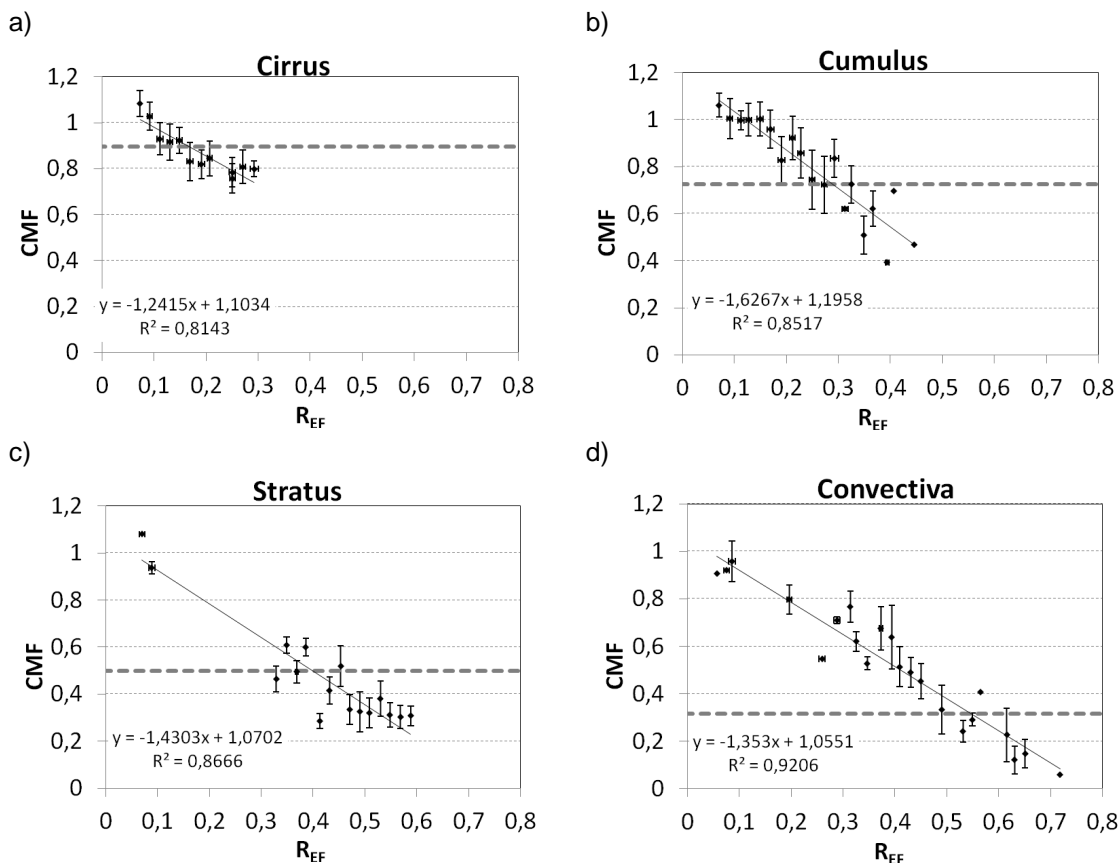 a)
Cirrus
1,2
1
0,8
0,6
0,4
0,2
0
CMF
y = -1,2415x + 1,1034
R² = 0,8143
0 0,1 0,2 0,3 0,4 0,5 0,6 0,7 0,8
REF
b)
Cumulus
1,2
1
0,8
0,6
0,4
0,2
0
CMF
y = -1,6267x + 1,1958
R² = 0,8517
0 0,1 0,2 0,3 0,4 0,5 0,6 0,7 0,8
REF
c)
Stratus
1,2
1
0,8
0,6
0,4
0,2
0
CMF
y = -1,4303x + 1,0702
R² = 0,8666
0 0,1 0,2 0,3 0,4 0,5 0,6 0,7 0,8
REF
d)
Convectiva
1,2
1
0,8
0,6
0,4
0,2
0
CMF
y = -1,353x + 1,0551
R² = 0,9206
0 0,1 0,2 0,3 0,4 0,5 0,6 0,7 0,8
REF